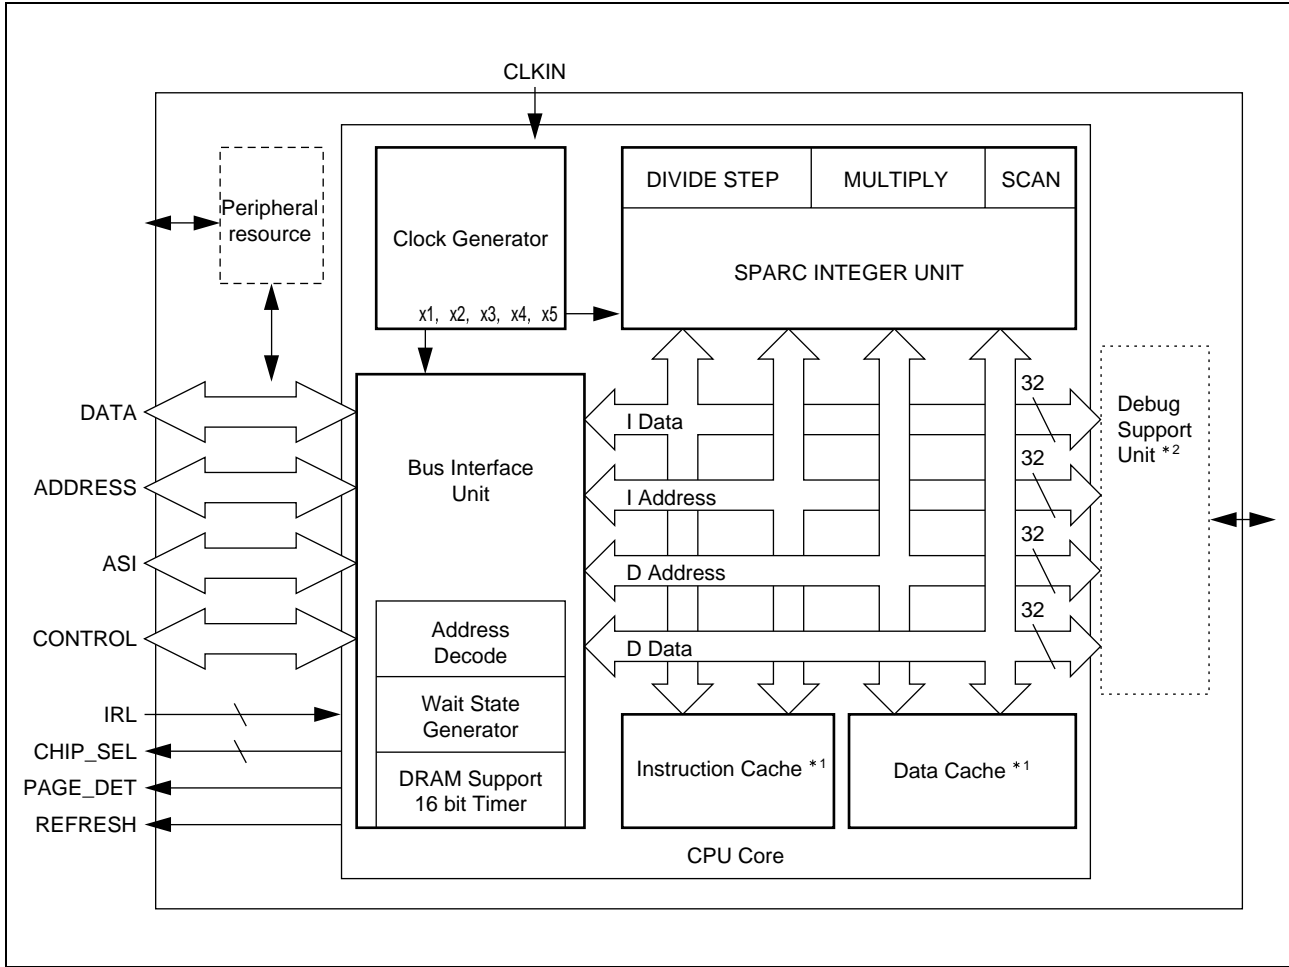 CLKIN
DIVIDE STEP
MULTIPLY
SCAN
Peripheral
resource
Clock Generator
SPARC INTEGER UNIT
x1, x2, x3, x4, x5
DATA
ADDRESS
ASI
CONTROL
IRL
CHIP_SEL
PAGE_DET
REFRESH
Bus Interface
Unit
Address
Decode
Wait State
Generator
DRAM Support
16 bit Timer
I Data
32
I Address
32
D Address
32
D Data
32
Debug
Support
Unit *2
Instruction Cache *1
Data Cache *1
CPU Core